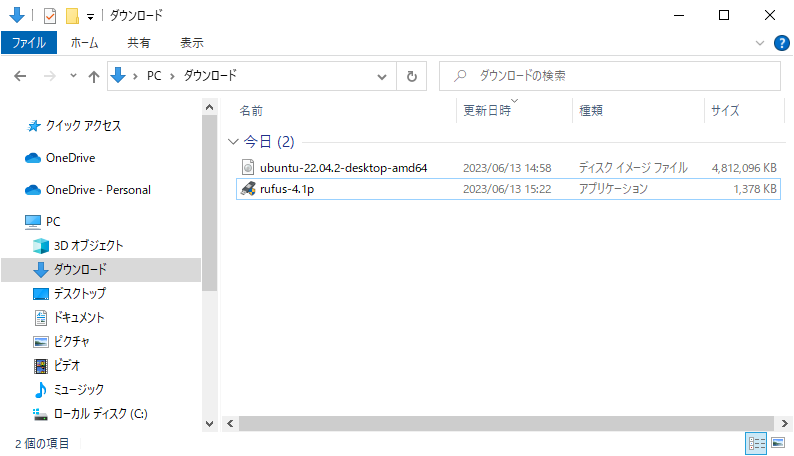 ダウンロード
ファイル ホーム 共有 表示
PC ダウンロード ダウンロードの検索
クイック アクセス
OneDrive
OneDrive - Personal
PC
3D オブジェクト
ダウンロード
デスクトップ
ドキュメント
ピクチャ
ビデオ
ミュージック
ローカル ディスク (C:)
名前 更新日時 種類 サイズ
今日 (2)
ubuntu-22.04.2-desktop-amd64 2023/06/13 14:58 ディスク イメージ ファイル 4,812,096 KB
rufus-4.1p 2023/06/13 15:22 アプリケーション 1,378 KB
2 個の項目